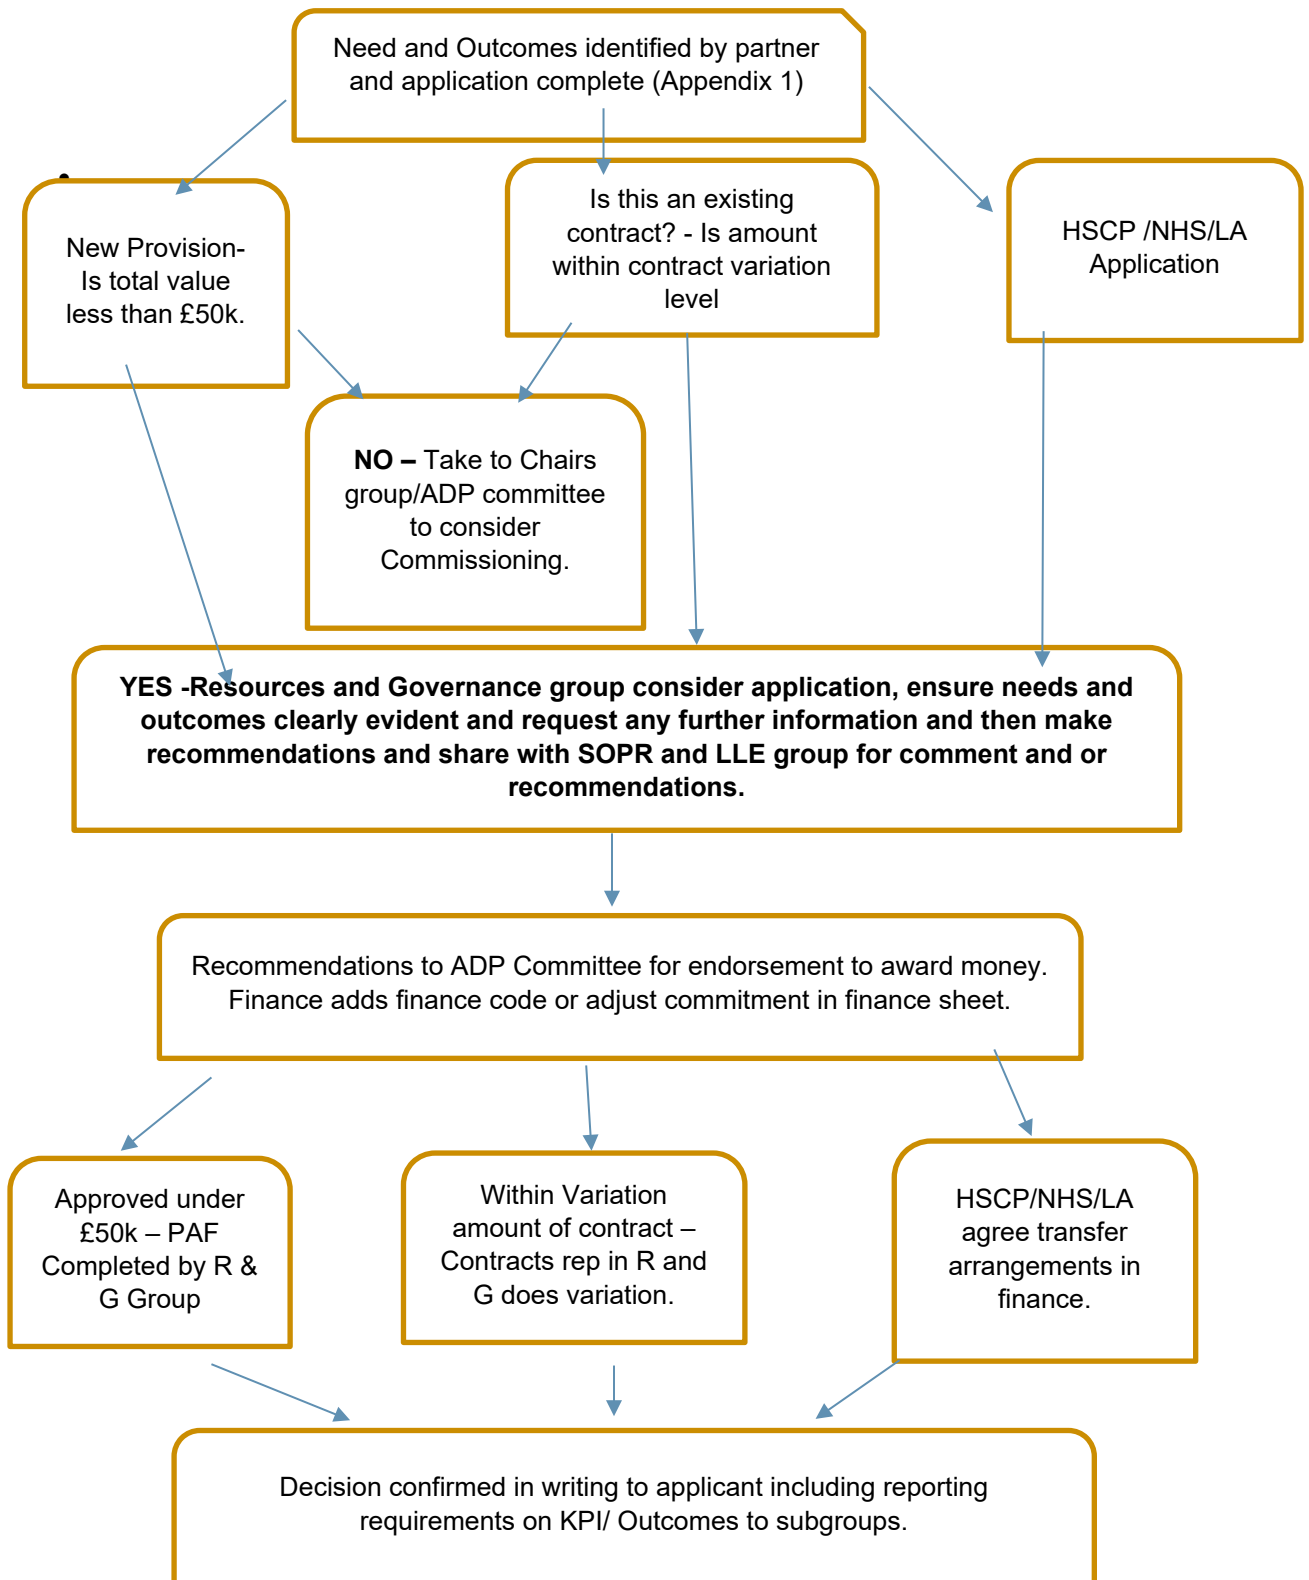 Need and Outcomes identified by partner
and application complete (Appendix 1)
New Provision-
Is total value
less than £50k.
Is this an existing
contract? - Is amount
within contract variation
level
HSCP /NHS/LA
Application
NO – Take to Chairs
group/ADP committee
to consider
Commissioning.
YES -Resources and Governance group consider application, ensure needs and
outcomes clearly evident and request any further information and then make
recommendations and share with SOPR and LLE group for comment and or
recommendations.
Recommendations to ADP Committee for endorsement to award money.
Finance adds finance code or adjust commitment in finance sheet.
Approved under
£50k – PAF
Completed by R &
G Group
Within Variation
amount of contract –
Contracts rep in R and
G does variation.
HSCP/NHS/LA
agree transfer
arrangements in
finance.
Decision confirmed in writing to applicant including reporting
requirements on KPI/ Outcomes to subgroups.